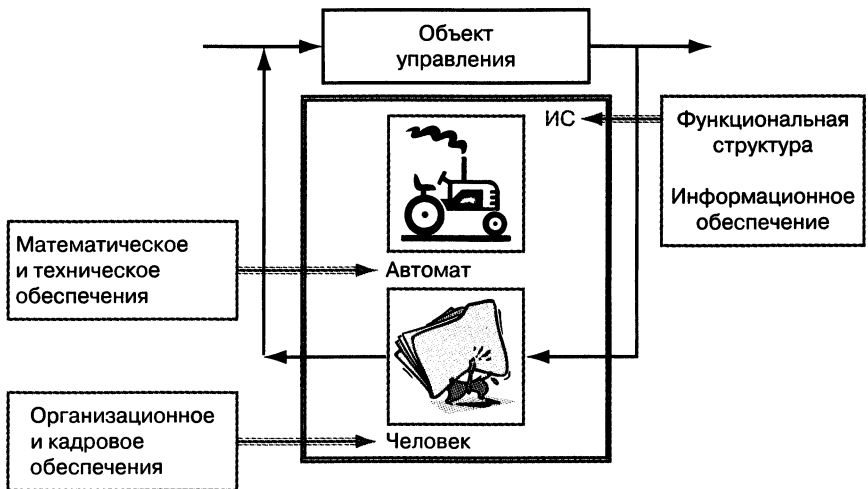 Объект
управления
ИС
Функциональная
структура
Информационное
обеспечение
Математическое
и техническое
обеспечения
Автомат
Организационное
и кадровое
обеспечения
Человек